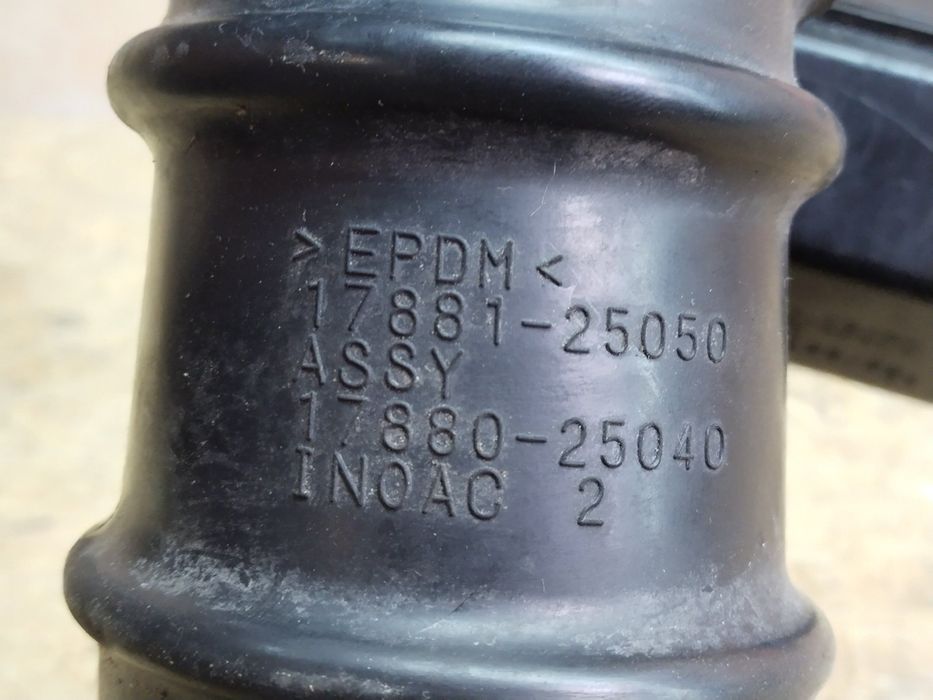 >EPDM<
17881-25050
ASSY
17880-25040
INOAC 2